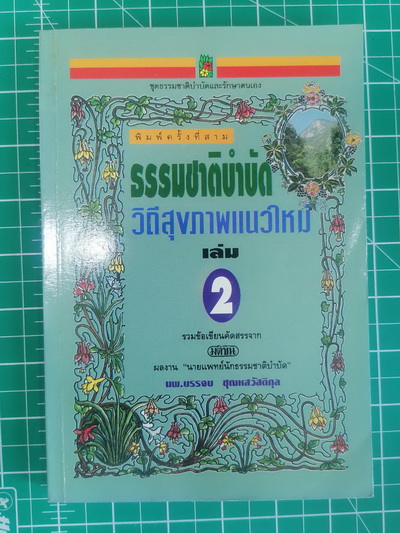 ชุดธรรมชาติบำบัดและรักษาตนเอง
พิมพ์ครั้งที่สาม
ธรรมชาติบำบัด
วิถีสุขภาพแนวใหม่
เล่ม
2
รวมข้อเขียนคัดสรรจาก
มติชน
ผลงาน "นายแพทย์นักธรรมชาติบำบัด"
นพ.บรรจบ ชุณหสวัสดิกุล